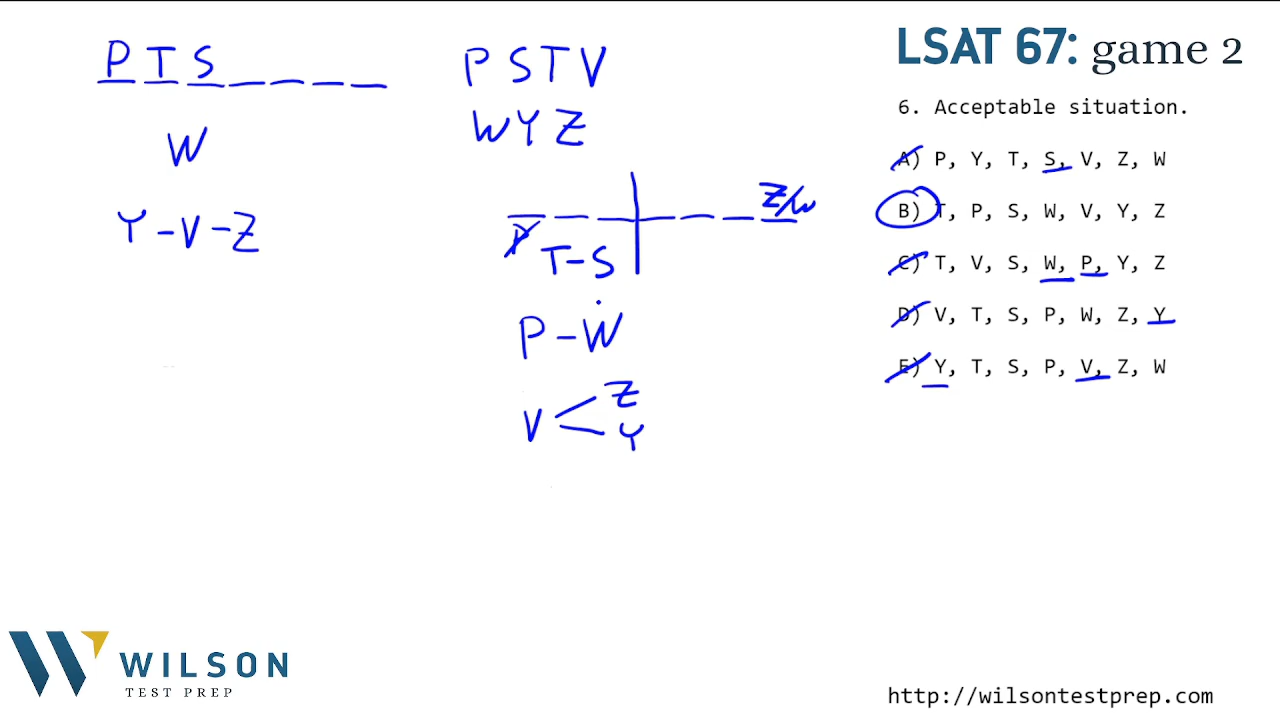 P T S
W
Y - V - Z
P S T V
W Y Z
Z/W
P
T - S
P - W
V < Z
Y
LSAT 67: game 2
6. Acceptable situation.
A) P, Y, T, S, V, Z, W
B) T, P, S, W, V, Y, Z
C) T, V, S, W, P, Y, Z
D) V, T, S, P, W, Z, Y
E) Y, T, S, P, V, Z, W
WILSON
TEST PREP
http://wilsontestprep.com